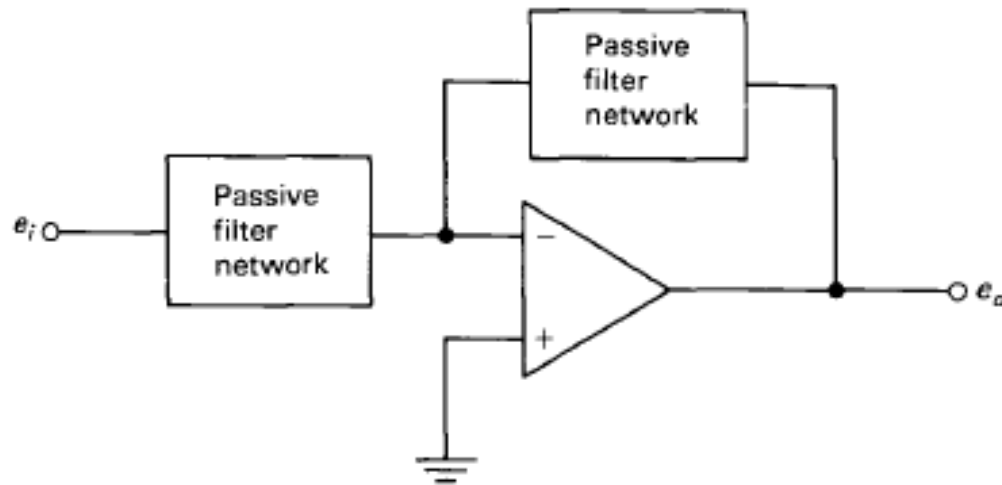 Passive
filter
network
Passive
filter
network
e_i
−
+
e_o